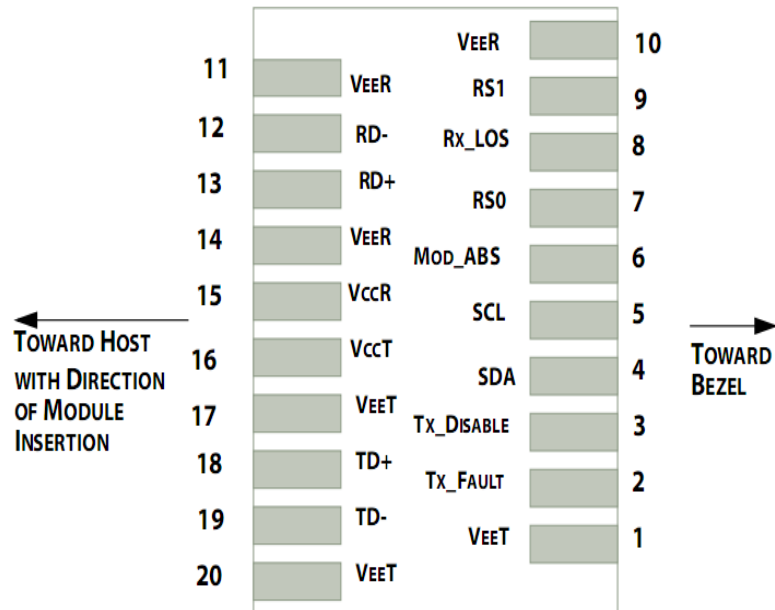 VEER 10
11 VEER
RS1 9
12 RD-
RX_LOS 8
13 RD+
RS0 7
14 VEER
MOD_ABS 6
15 VCCR
SCL 5
TOWARD HOST
WITH DIRECTION
OF MODULE
INSERTION
16 VCCT
TOWARD
BEZEL
SDA 4
17 VEET
TX_DISABLE 3
18 TD+
TX_FAULT 2
19 TD-
VEET 1
20 VEET